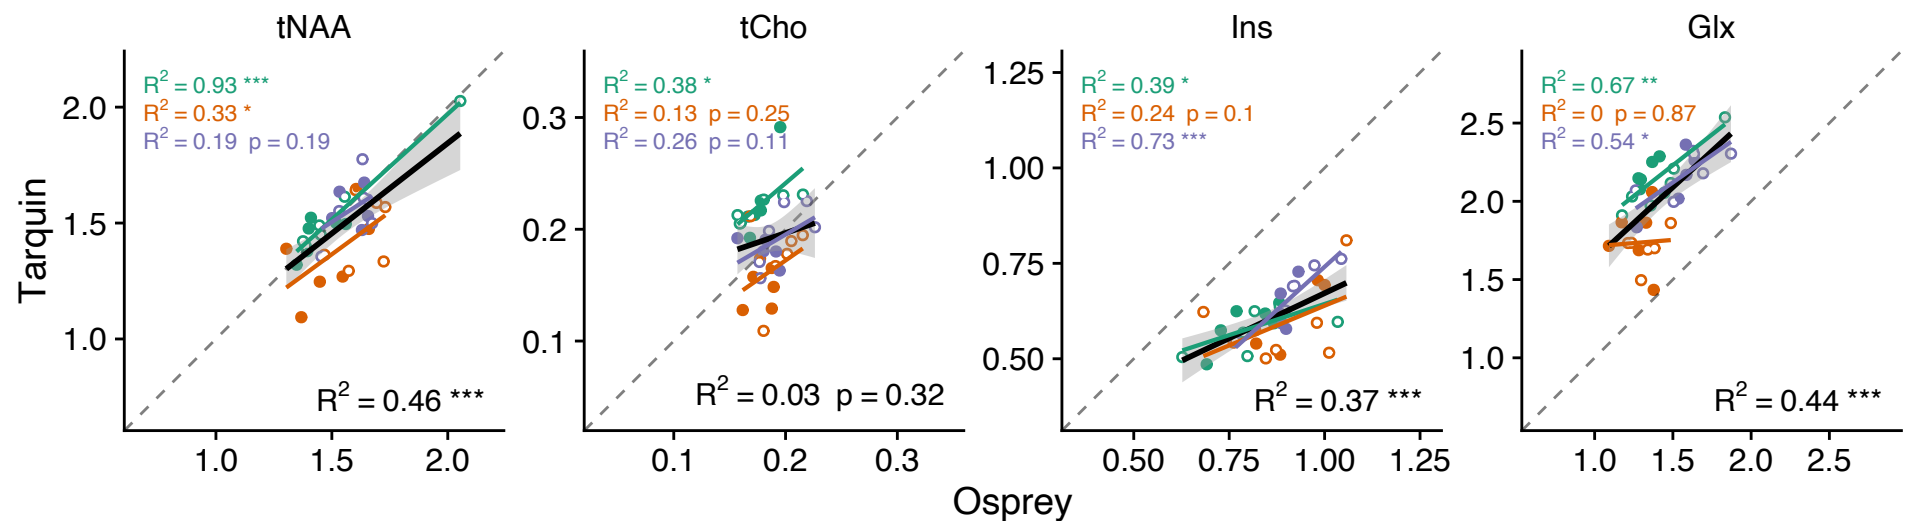 tNAA
R² = 0.93 ***
R² = 0.33 *
R² = 0.19 p = 0.19
R² = 0.46 ***
2.0
1.5
1.0
1.0 1.5 2.0
tCho
R² = 0.38 *
R² = 0.13 p = 0.25
R² = 0.26 p = 0.11
R² = 0.03 p = 0.32
0.3
0.2
0.1
0.1 0.2 0.3
Ins
R² = 0.39 *
R² = 0.24 p = 0.1
R² = 0.73 ***
R² = 0.37 ***
1.25
1.00
0.75
0.50
0.50 0.75 1.00 1.25
Glx
R² = 0.67 **
R² = 0 p = 0.87
R² = 0.54 *
R² = 0.44 ***
2.5
2.0
1.5
1.0
1.0 1.5 2.0 2.5
Tarquin
Osprey